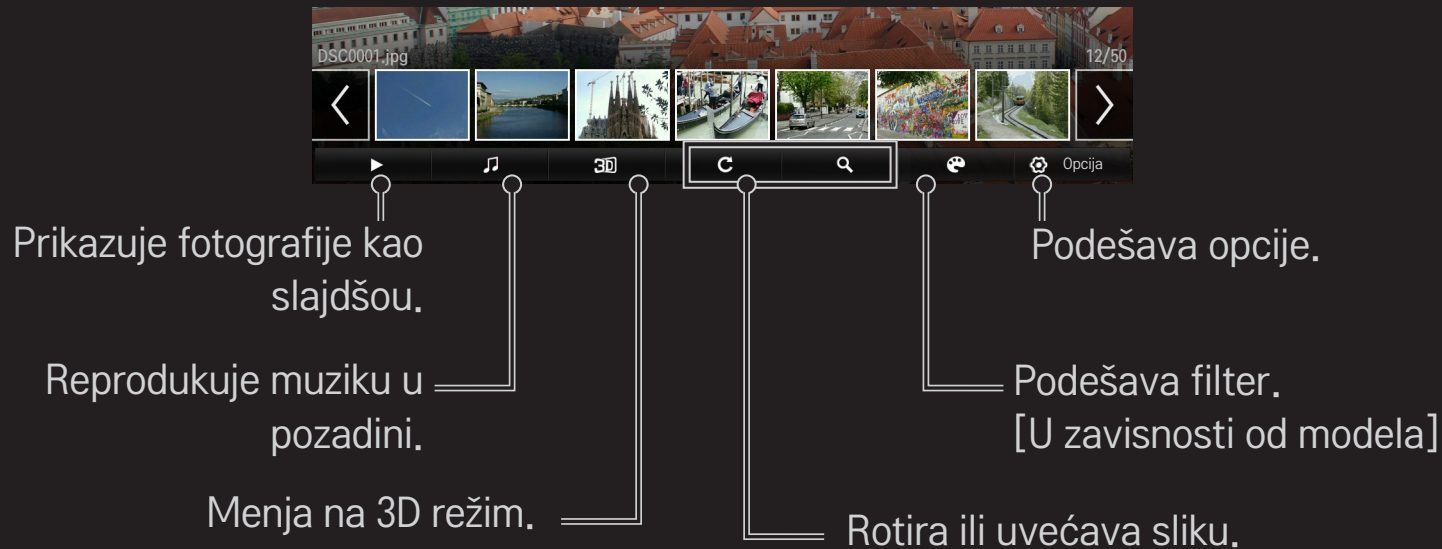 DSC0001.jpg
12/50
3D
Opcija
Prikazuje fotografije kao
slajdšou.
Podešava opcije.
Reprodukuje muziku u
pozadini.
Podešava filter.
[U zavisnosti od modela]
Menja na 3D režim.
Rotira ili uvećava sliku.